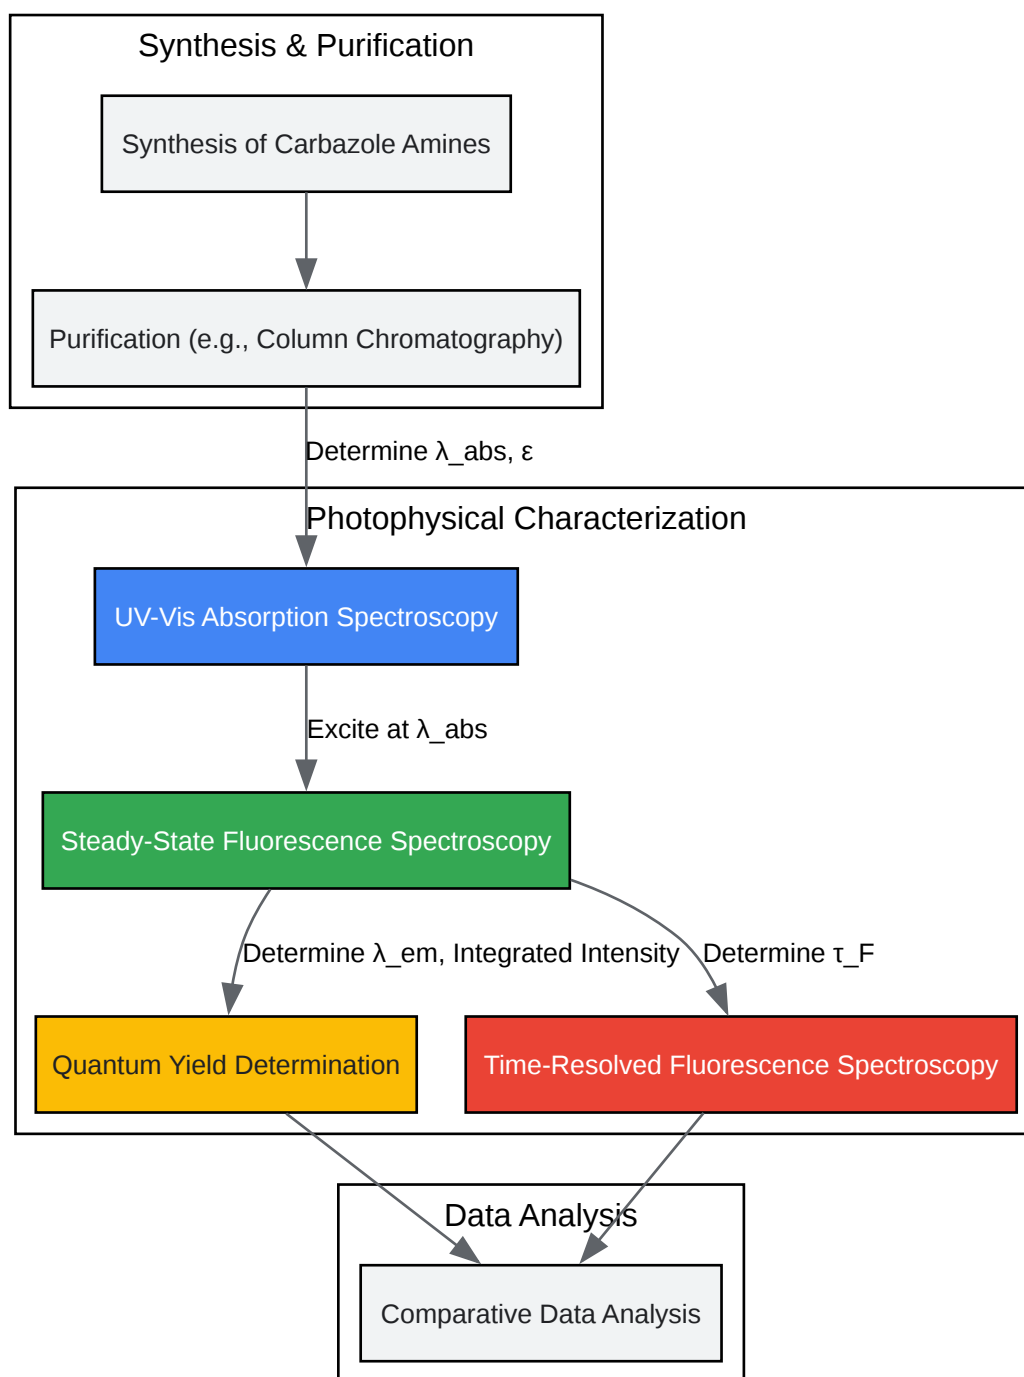 Synthesis & Purification
Synthesis of Carbazole Amines
Purification (e.g., Column Chromatography)
Determine λ_abs, ε
Photophysical Characterization
UV-Vis Absorption Spectroscopy
Excite at λ_abs
Steady-State Fluorescence Spectroscopy
Determine λ_em, Integrated Intensity
Determine τ_F
Quantum Yield Determination
Time-Resolved Fluorescence Spectroscopy
Data Analysis
Comparative Data Analysis